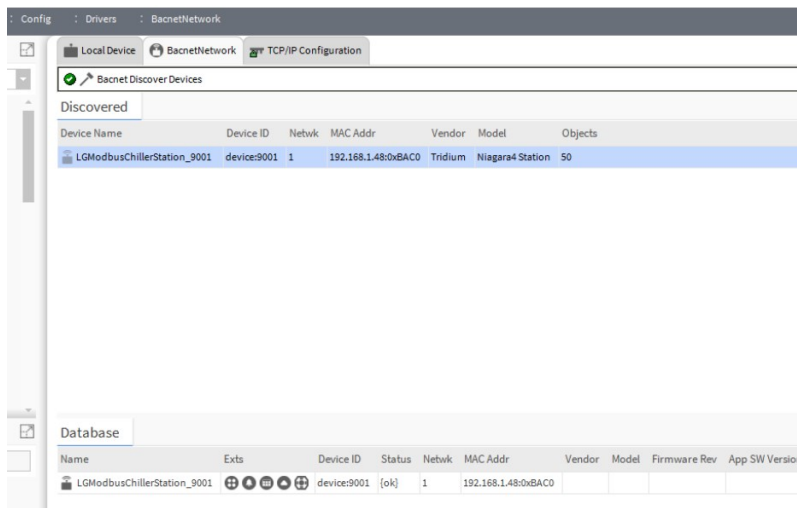 : Config : Drivers : BacnetNetwork
Local Device BacnetNetwork TCP/IP Configuration
Bacnet Discover Devices
Discovered
Device Name Device ID Netwk MAC Addr Vendor Model Objects
LGModbusChillerStation_9001 device:9001 1 192.168.1.48:0xBAC0 Tridium Niagara4 Station 50
Database
Name Exts Device ID Status Netwk MAC Addr Vendor Model Firmware Rev App SW Versio
LGModbusChillerStation_9001 device:9001 {ok} 1 192.168.1.48:0xBAC0